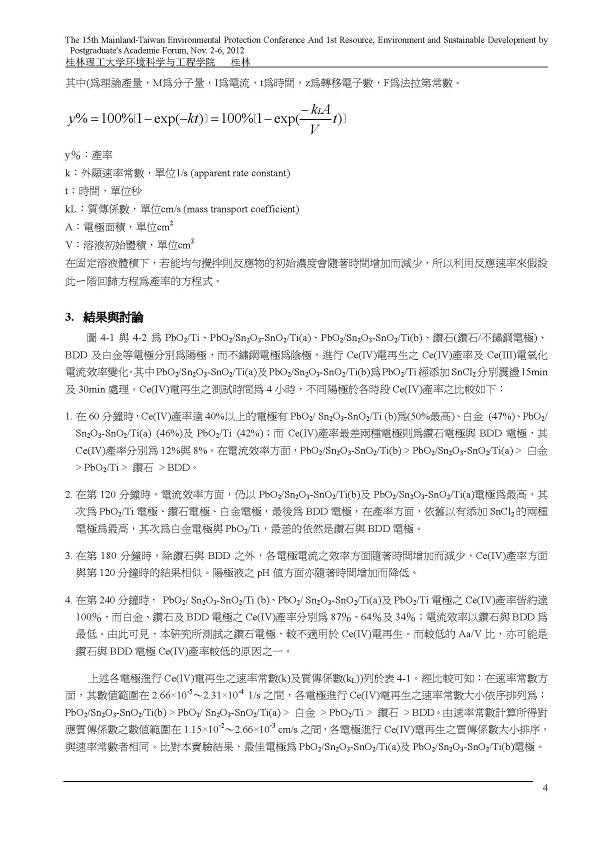 The 15th Mainland-Taiwan Environmental Protection Conference And 1st Resource, Environment and Sustainable Development by
Postgraduate's Academic Forum, Nov. 2-6, 2012
桂林理工大学环境科学与工程学院 桂林
其中(爲理論產量，M爲分子量，I爲電流，t爲時間，z爲轉移電子數，F爲法拉第常數。
y% = 100%[1 − exp(−kt)] = 100%[1 − exp(−kLA/V t)]
y%：產率
k：外顯速率常數，單位1/s (apparent rate constant)
t：時間，單位秒
kL：質傳係數，單位cm/s (mass transport coefficient)
A：電極面積，單位cm²
V：溶液初始體積，單位cm³
在固定溶液體積下，若能均勻攪拌則反應物的初始濃度會隨著時間增加而減少，所以利用反應速率來假設
此一階回歸方程爲產率的方程式。
3. 結果與討論
圖 4-1 與 4-2 爲 PbO₂/Ti、PbO₂/Sn₂O₃-SnO₂/Ti(a)、PbO₂/Sn₂O₃-SnO₂/Ti(b)、鑽石(鑽石/不鏽鋼電極)、
BDD 及白金等電極分別爲陽極，而不鏽鋼電極爲陰極，進行 Ce(IV)電再生之 Ce(IV)產率及 Ce(III)電氧化
電流效率變化。其中PbO₂/Sn₂O₃-SnO₂/Ti(a)及PbO₂/Sn₂O₃-SnO₂/Ti(b)爲PbO₂/Ti經添加SnCl₂分別震盪15min
及 30min 處理。Ce(IV)電再生之測試時間爲 4 小時，不同陽極於各時段 Ce(IV)產率之比較如下：
1. 在 60 分鐘時，Ce(IV)產率達 40%以上的電極有 PbO₂/ Sn₂O₃-SnO₂/Ti (b)爲(50%最高)、白金 (47%)、PbO₂/
Sn₂O₃-SnO₂/Ti(a) (46%)及 PbO₂/Ti (42%)；而 Ce(IV)產率最差兩種電極則爲鑽石電極與 BDD 電極，其
Ce(IV)產率分別爲 12%與 8%。在電流效率方面，PbO₂/Sn₂O₃-SnO₂/Ti(b) > PbO₂/Sn₂O₃-SnO₂/Ti(a) > 白金
> PbO₂/Ti > 鑽石 > BDD。
2. 在第 120 分鐘時，電流效率方面，仍以 PbO₂/Sn₂O₃-SnO₂/Ti(b)及 PbO₂/Sn₂O₃-SnO₂/Ti(a)電極爲最高，其
次爲 PbO₂/Ti 電極、鑽石電極、白金電極，最後爲 BDD 電極，在產率方面，依舊以有添加 SnCl₂ 的兩種
電極爲最高，其次爲白金電極與 PbO₂/Ti，最差的依然是鑽石與 BDD 電極。
3. 在第 180 分鐘時，除鑽石與 BDD 之外，各電極電流之效率方面隨著時間增加而減少，Ce(IV)產率方面
與第 120 分鐘時的結果相似。陽極液之 pH 值方面亦隨著時間增加而降低。
4. 在第 240 分鐘時， PbO₂/ Sn₂O₃-SnO₂/Ti (b)、PbO₂/ Sn₂O₃-SnO₂/Ti(a)及 PbO₂/Ti 電極之 Ce(IV)產率皆約達
100%，而白金、鑽石及 BDD 電極之 Ce(IV)產率分別爲 87%、64%及 34%；電流效率以鑽石與 BDD 爲
最低。由此可見，本研究所測試之鑽石電極，較不適用於 Ce(IV)電再生。而較低的 Aa/V 比，亦可能是
鑽石與 BDD 電極 Ce(IV)產率較低的原因之一。
上述各電極進行 Ce(IV)電再生之速率常數(k)及質傳係數(kL))列於表 4-1。經比較可知：在速率常數方
面，其數值範圍在 2.66×10⁻⁵～2.31×10⁻⁴ 1/s 之間，各電極進行 Ce(IV)電再生之速率常數大小依序排列爲：
PbO₂/Sn₂O₃-SnO₂/Ti(b) > PbO₂/ Sn₂O₃-SnO₂/Ti(a) > 白金 > PbO₂/Ti > 鑽石 > BDD。由速率常數計算所得對
應質傳係數之數值範圍在 1.15×10⁻²～2.66×10⁻³ cm/s 之間，各電極進行 Ce(IV)電再生之質傳係數大小排序，
與速率常數者相同。比對本實驗結果，最佳電極爲 PbO₂/Sn₂O₃-SnO₂/Ti(a)及 PbO₂/Sn₂O₃-SnO₂/Ti(b)電極。
4